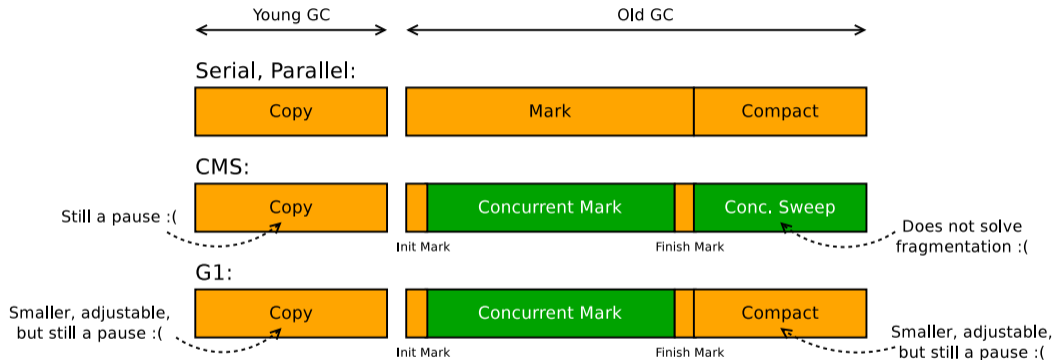 Young GC
Old GC
Serial, Parallel:
Copy
Mark
Compact
CMS:
Still a pause :(
Copy
Concurrent Mark
Conc. Sweep
Init Mark
Finish Mark
Does not solve
fragmentation :(
G1:
Smaller, adjustable,
but still a pause :(
Copy
Concurrent Mark
Compact
Init Mark
Finish Mark
Smaller, adjustable,
but still a pause :(